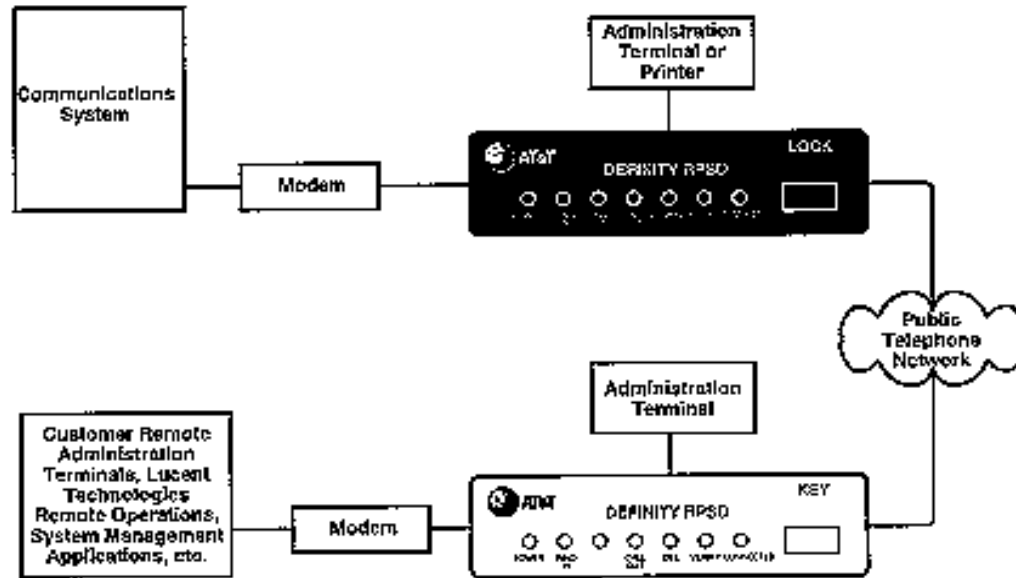 Communications
System
Administration
Terminal or
Printer
Modem
AT&T
DEFINITY RPSD
LOCK
Public
Telephone
Network
Administration
Terminal
Customer Remote
Administration
Terminals, Lucent
Technologies
Remote Operations,
System Management
Applications, etc.
Modem
AT&T
DEFINITY RPSD
KEY
POWER